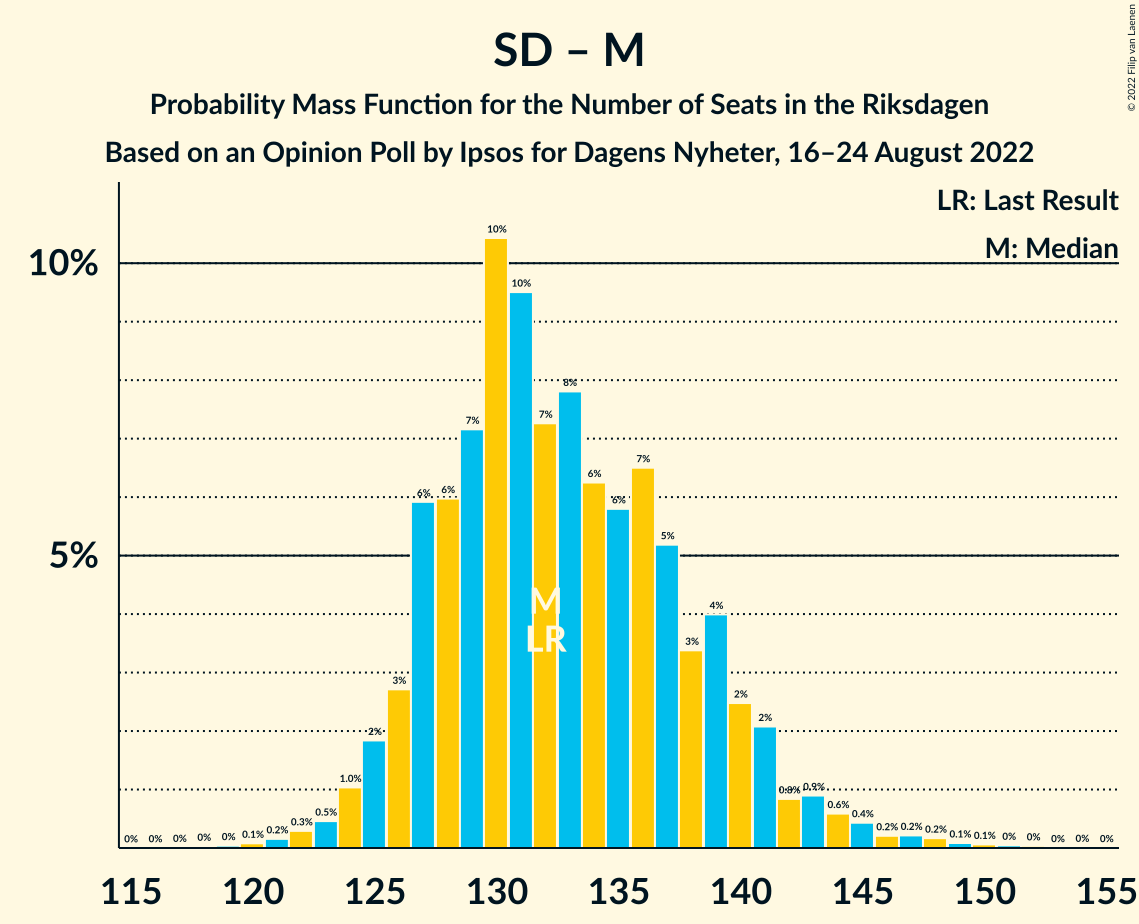 SD – M
Probability Mass Function for the Number of Seats in the Riksdagen
Based on an Opinion Poll by Ipsos for Dagens Nyheter, 16–24 August 2022
© 2022 Filip van Laenen
LR: Last Result
M: Median
10%
5%
0% 0% 0% 0% 0% 0.1% 0.2% 0.3% 0.5% 1.0% 2% 3% 6% 6% 7% 10% 10% 7% 8% 6% 6% 7% 5% 3% 4% 2% 2% 0.8% 0.9% 0.6% 0.4% 0.2% 0.2% 0.2% 0.1% 0.1% 0% 0% 0% 0% 0%
M
LR
115 120 125 130 135 140 145 150 155